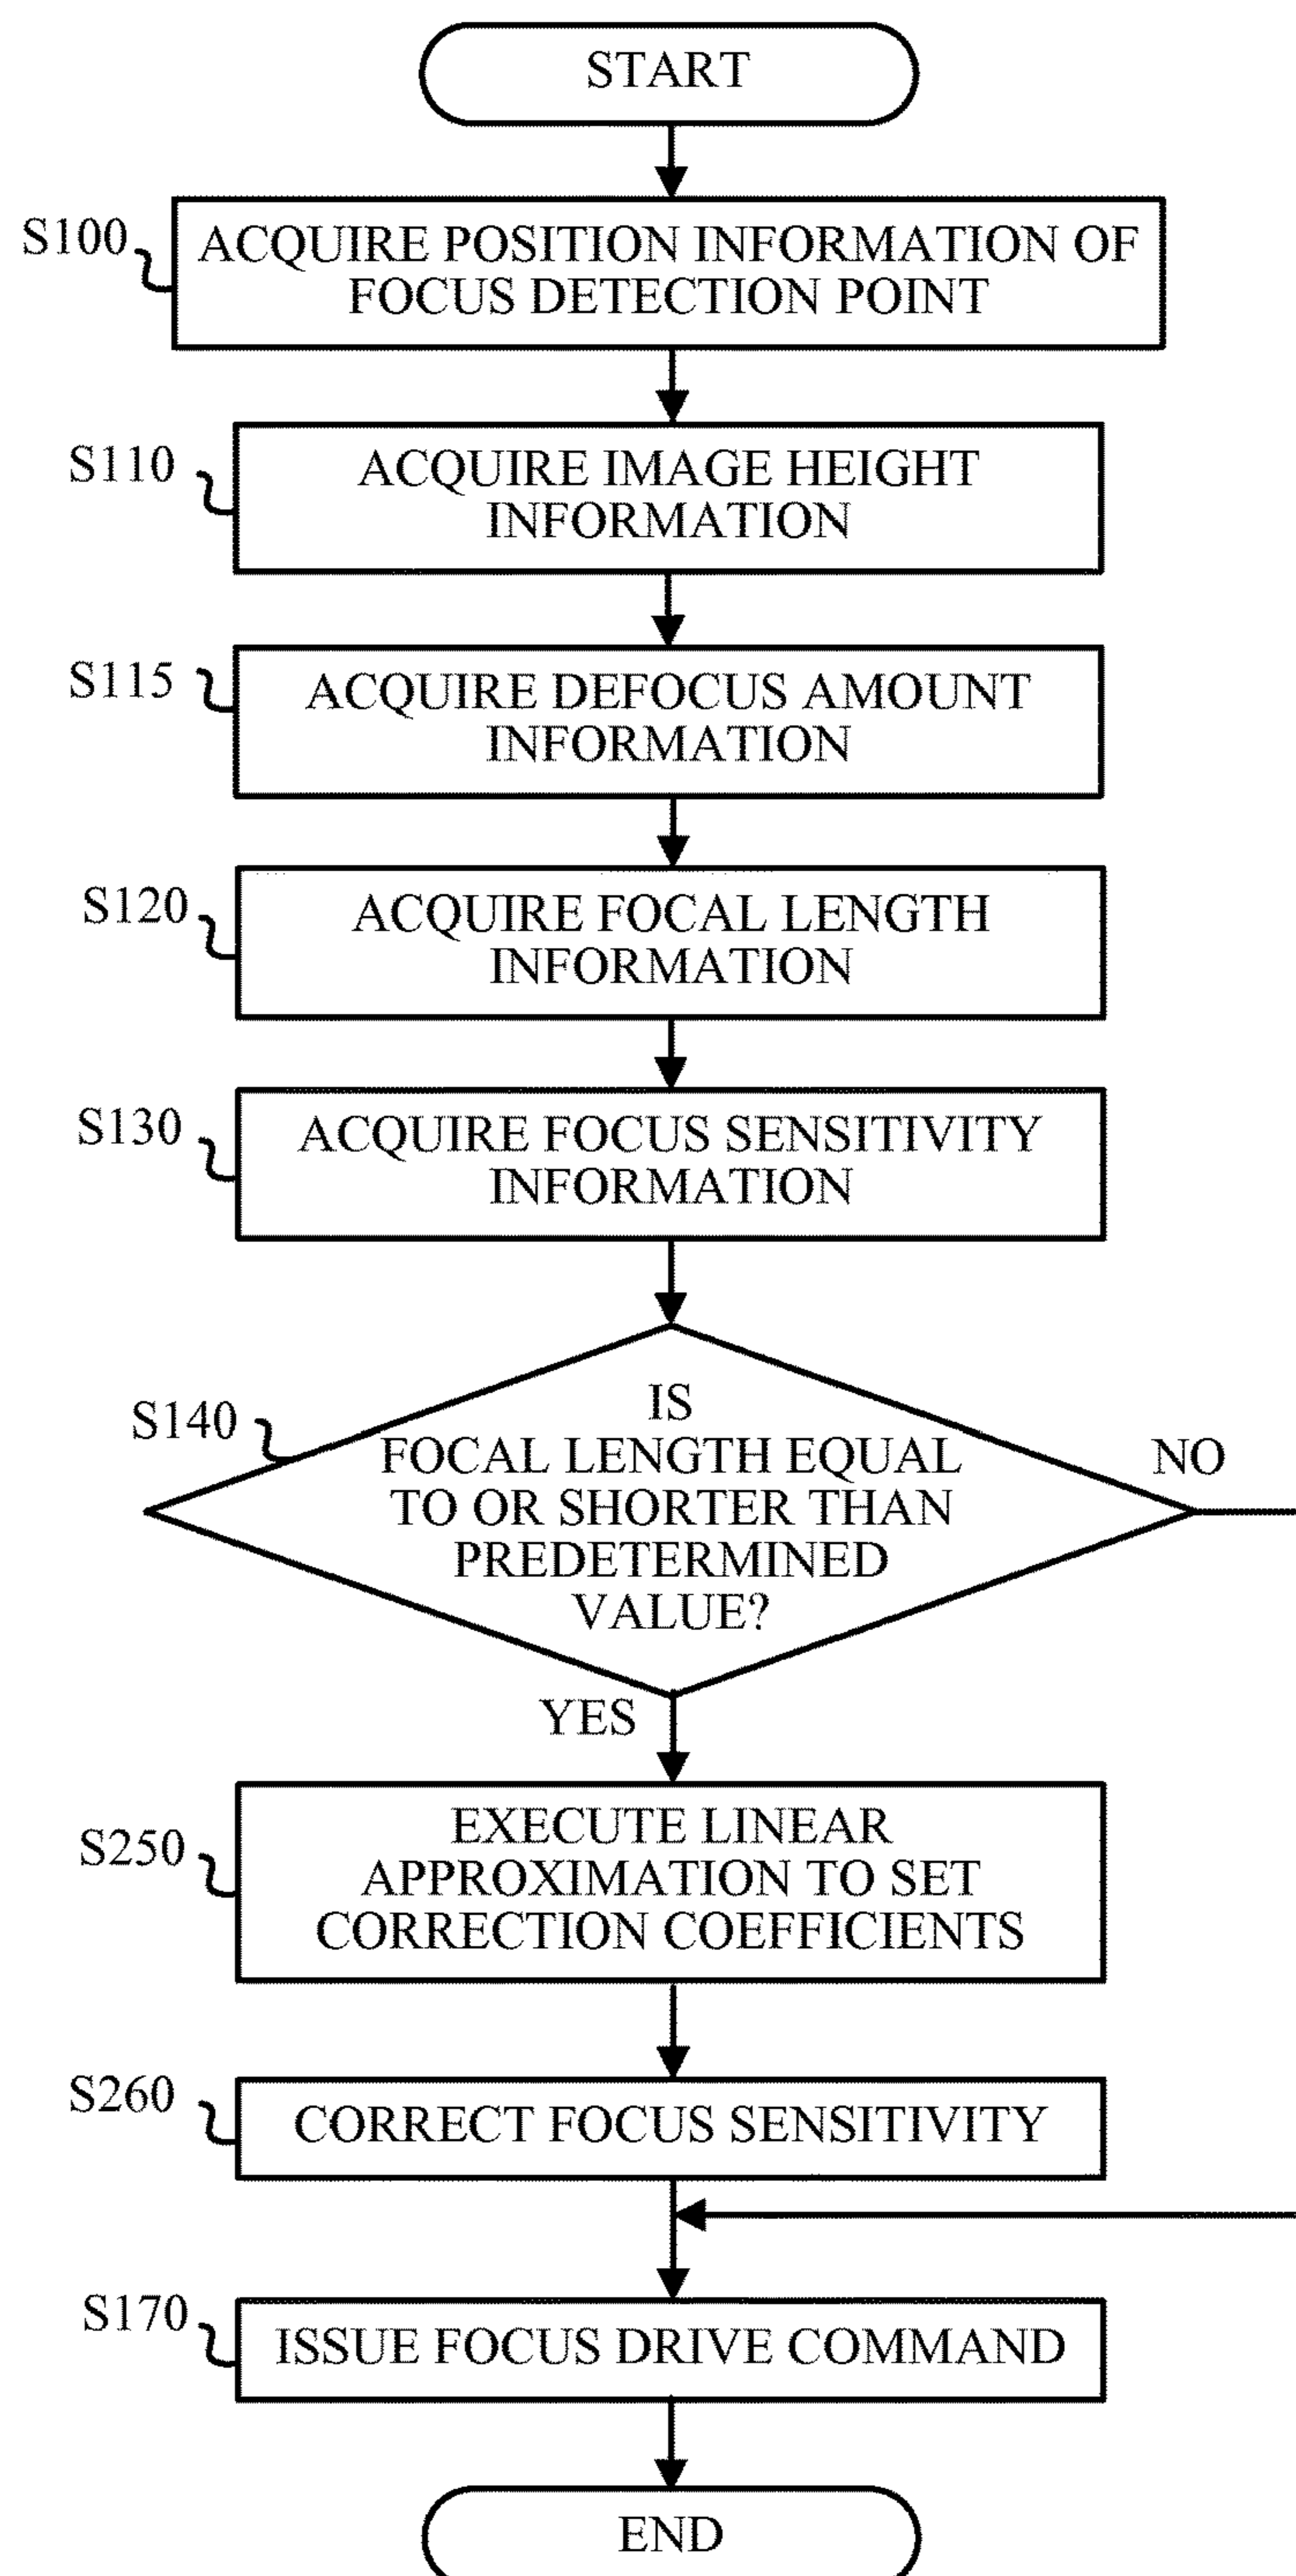 START
S100
ACQUIRE POSITION INFORMATION OF
FOCUS DETECTION POINT
S110
ACQUIRE IMAGE HEIGHT
INFORMATION
S115
ACQUIRE DEFOCUS AMOUNT
INFORMATION
S120
ACQUIRE FOCAL LENGTH
INFORMATION
S130
ACQUIRE FOCUS SENSITIVITY
INFORMATION
S140
IS
FOCAL LENGTH EQUAL
TO OR SHORTER THAN
PREDETERMINED
VALUE?
NO
YES
S250
EXECUTE LINEAR
APPROXIMATION TO SET
CORRECTION COEFFICIENTS
S260
CORRECT FOCUS SENSITIVITY
S170
ISSUE FOCUS DRIVE COMMAND
END